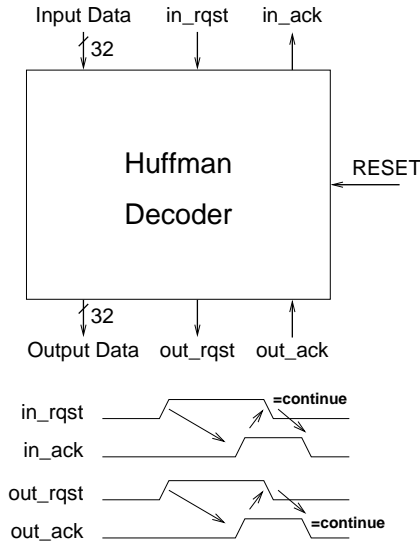 Input Data in_rqst in_ack
32
Huffman
RESET
Decoder
32
Output Data out_rqst out_ack
in_rqst =continue
in_ack
out_rqst
out_ack =continue